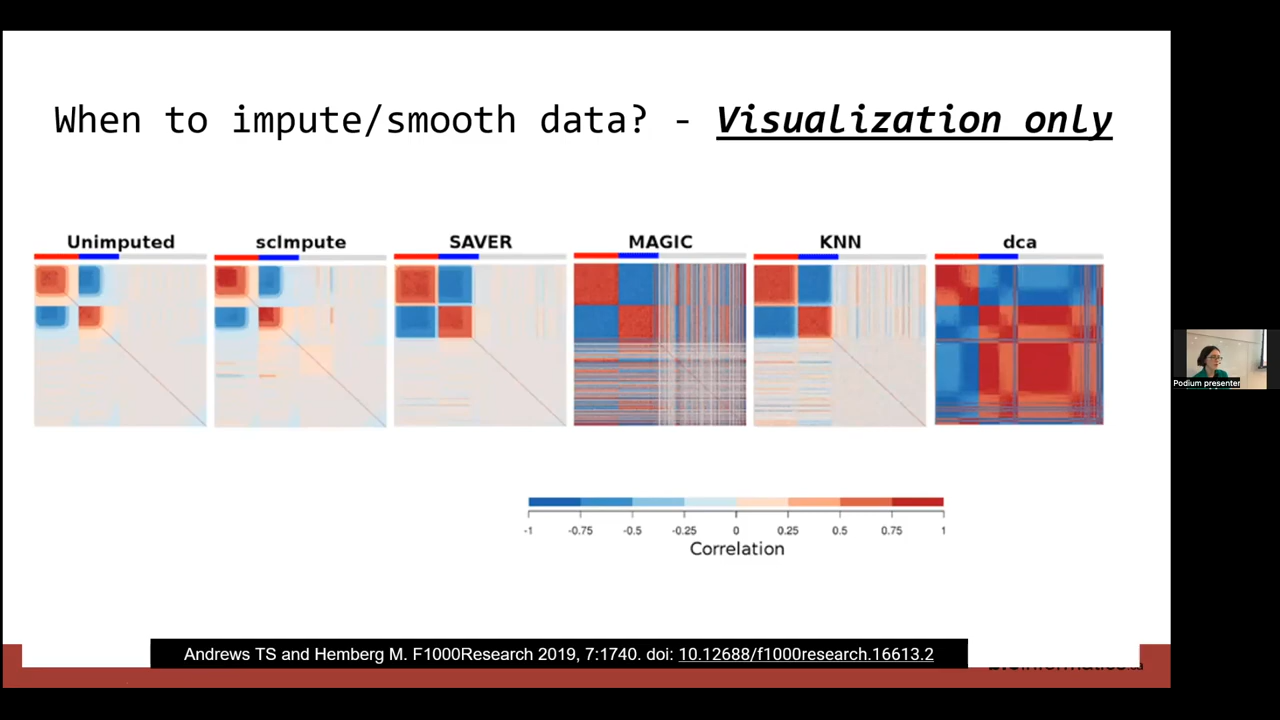 When to impute/smooth data? - Visualization only
Unimputed scImpute SAVER MAGIC KNN dca
-1 -0.75 -0.5 -0.25 0 0.25 0.5 0.75 1
Correlation
Podium presenter
Andrews TS and Hemberg M. F1000Research 2019, 7:1740. doi: 10.12688/f1000research.16613.2